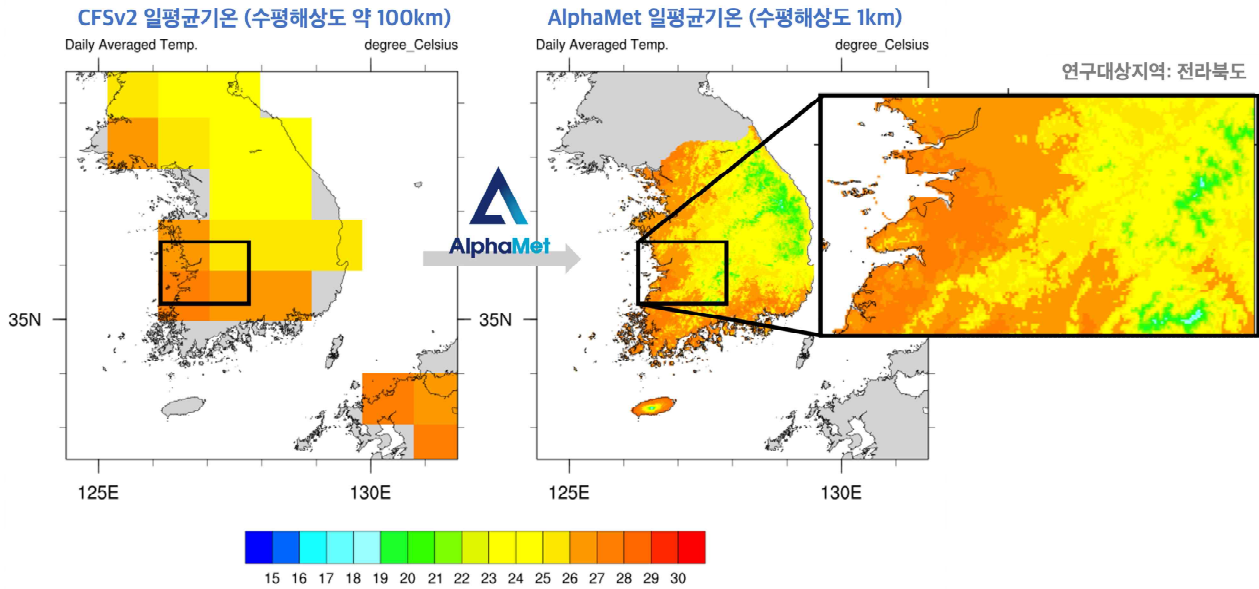 CFSv2 일평균기온 (수평해상도 약 100km)
AlphaMet 일평균기온 (수평해상도 1km)
Daily Averaged Temp.
degree_Celsius
Daily Averaged Temp.
degree_Celsius
연구대상지역: 전라북도
AlphaMet
35N
35N
125E
130E
125E
130E
15 16 17 18 19 20 21 22 23 24 25 26 27 28 29 30